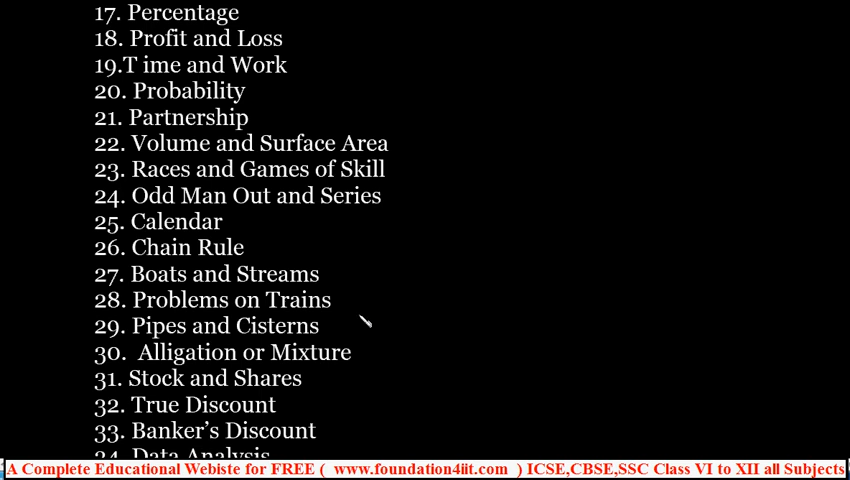 17. Percentage
18. Profit and Loss
19.T ime and Work
20. Probability
21. Partnership
22. Volume and Surface Area
23. Races and Games of Skill
24. Odd Man Out and Series
25. Calendar
26. Chain Rule
27. Boats and Streams
28. Problems on Trains
29. Pipes and Cisterns
30.  Alligation or Mixture
31. Stock and Shares
32. True Discount
33. Banker's Discount
34. Data Analysis
A Complete Educational Webiste for FREE (  www.foundation4iit.com  ) ICSE,CBSE,SSC Class VI to XII all Subjects